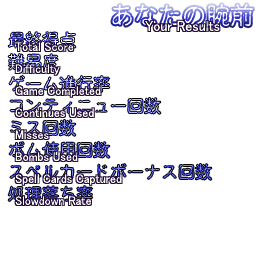 あなたの腕前
Your Results
最終得点
Total Score
難易度
Difficulty
ゲーム進行率
Game Completed
コンティニュー回数
Continues Used
ミス回数
Misses
ボム使用回数
Bombs Used
スペルカードボーナス回数
Spell Cards Captured
処理落ち率
Slowdown Rate